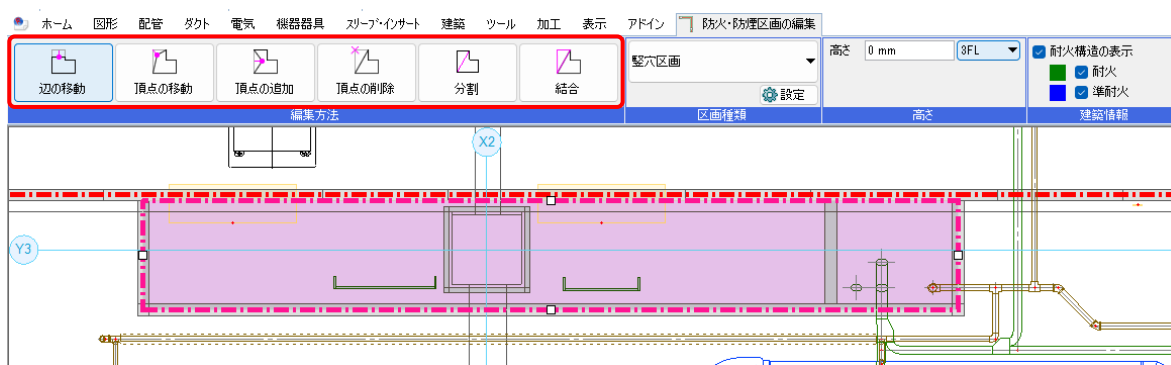 ホーム 図形 配管 ダクト 電気 機器器具 スリーブ・インサート 建築 ツール 加工 表示 アドイン 防火・防煙区画の編集
辺の移動 頂点の移動 頂点の追加 頂点の削除 分割 結合
編集方法
竪穴区画
設定
区画種類
高さ 0 mm 3FL
高さ
耐火構造の表示
耐火
準耐火
建築情報
X2
Y3